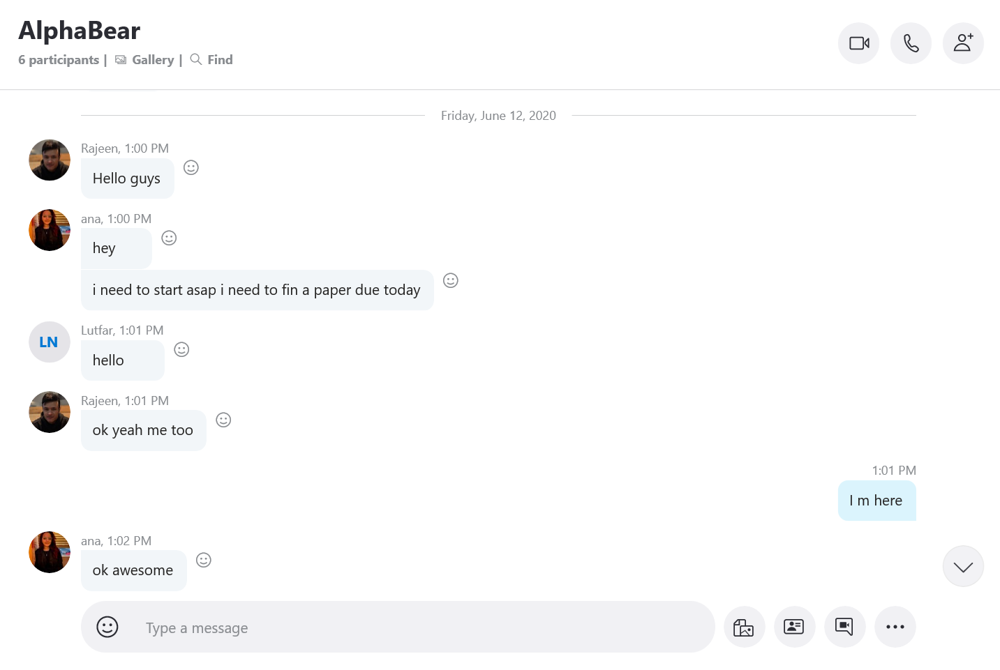 AlphaBear
6 participants | Gallery | Find
Friday, June 12, 2020
Rajeen, 1:00 PM
Hello guys
ana, 1:00 PM
hey
i need to start asap i need to fin a paper due today
LN
Lutfar, 1:01 PM
hello
Rajeen, 1:01 PM
ok yeah me too
1:01 PM
I m here
ana, 1:02 PM
ok awesome
Type a message